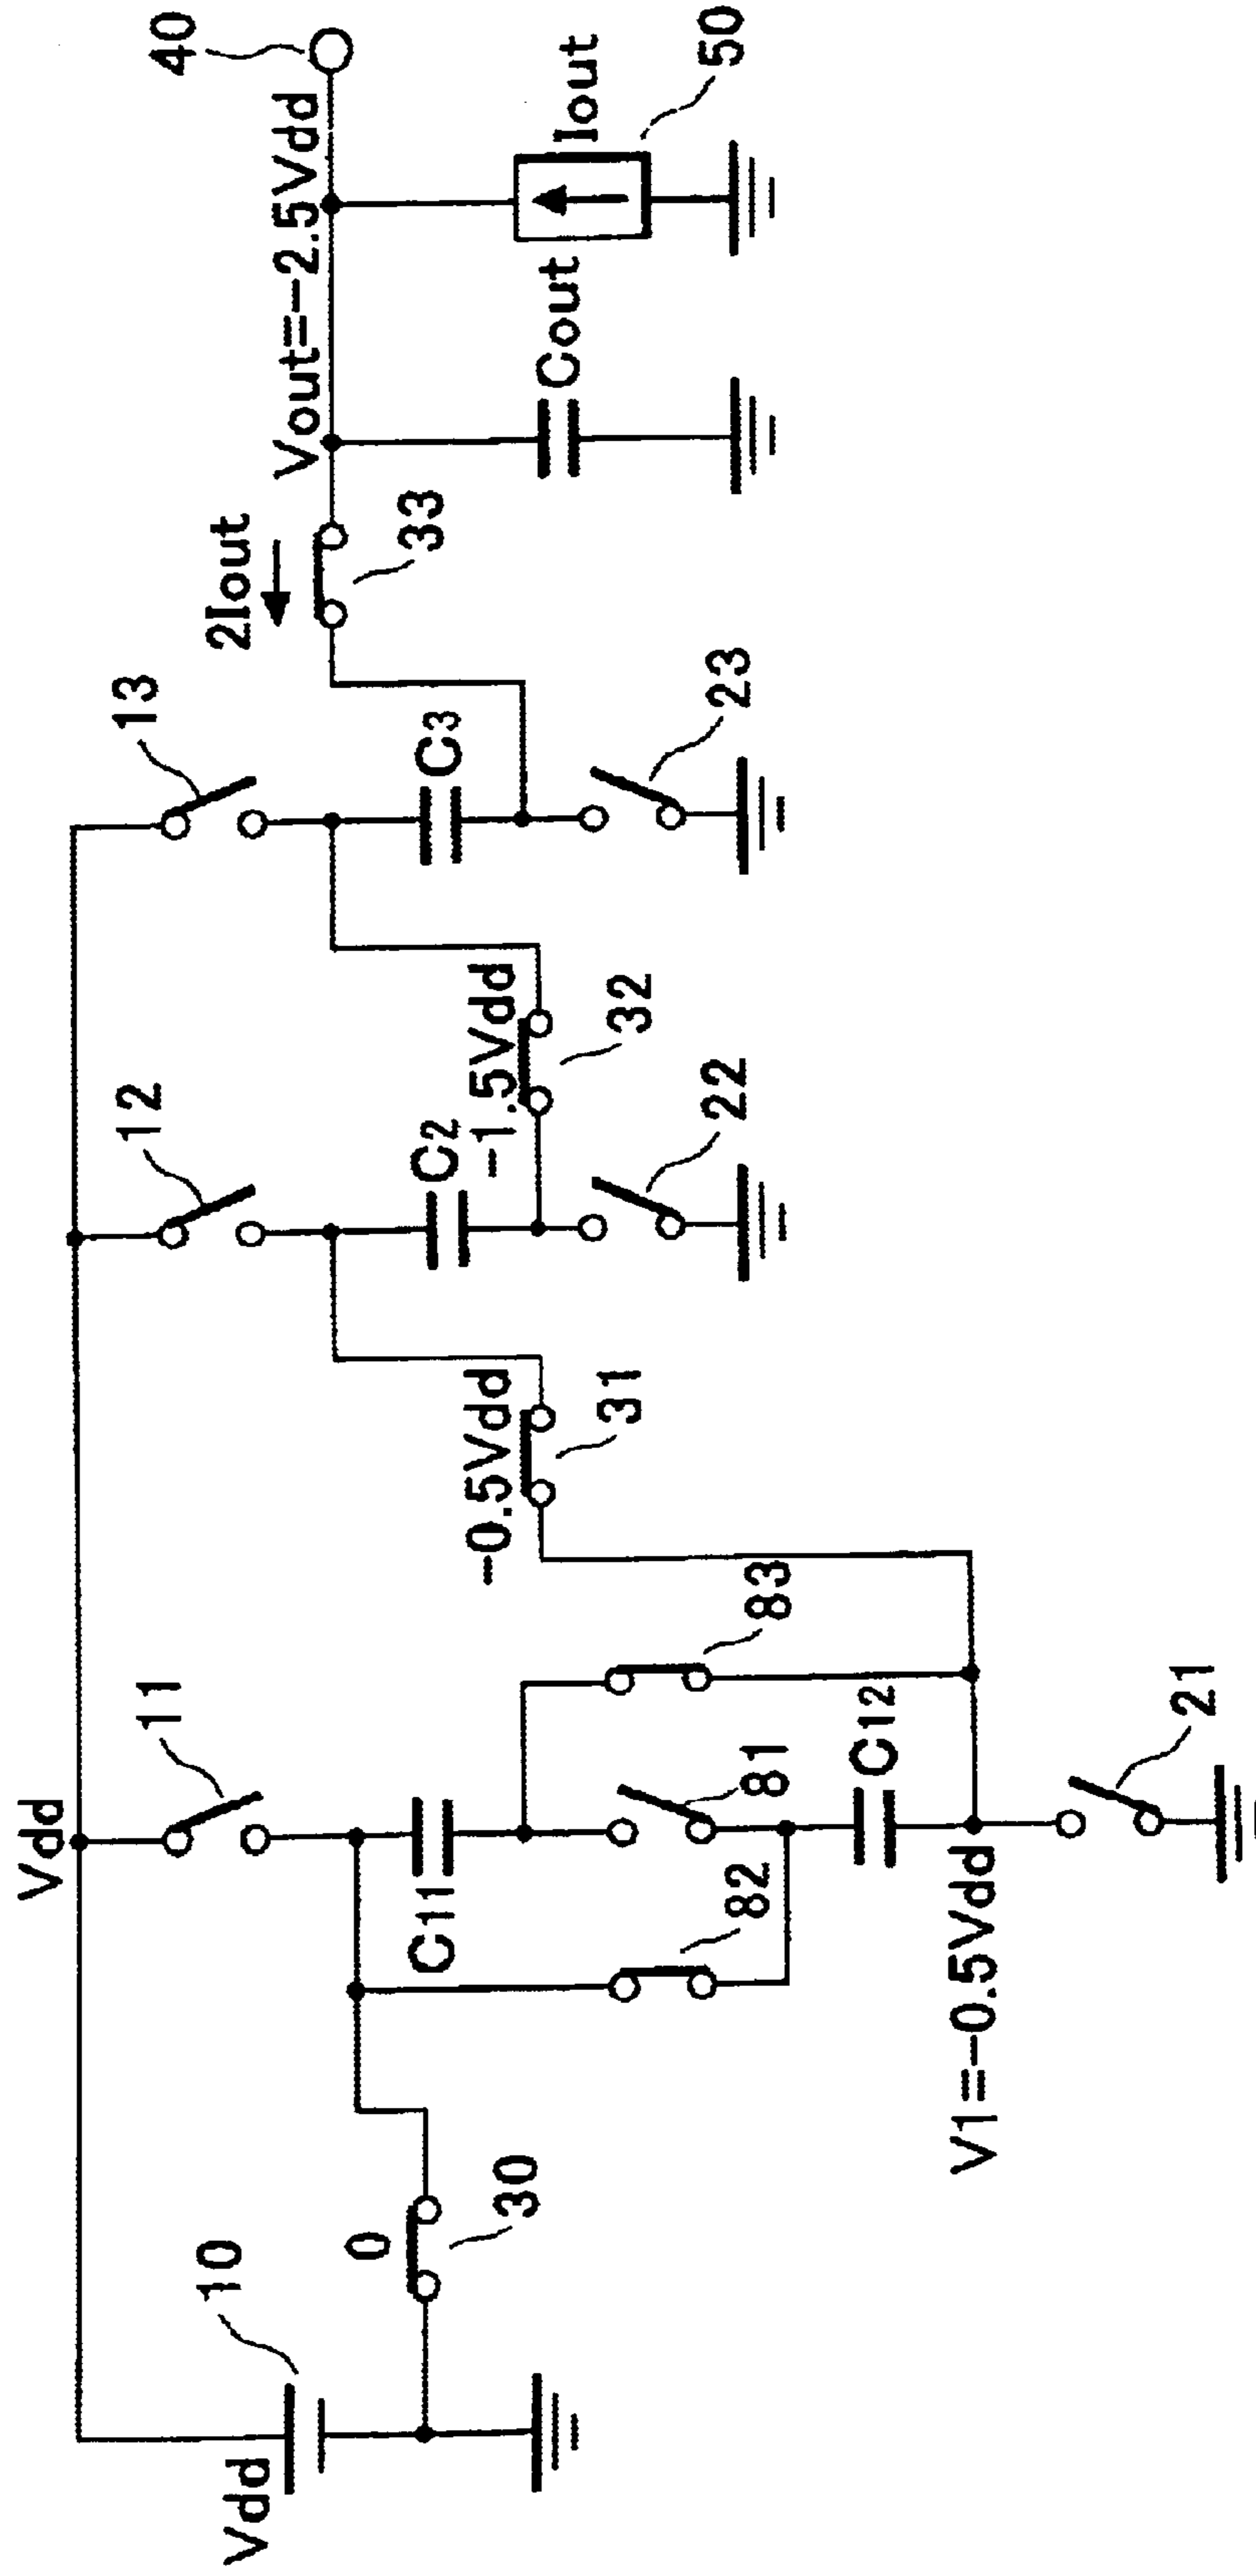 Vdd
10
0
30
Vdd
11
C11
82
81
C12
83
V1=-0.5Vdd
21
-0.5Vdd
31
12
C2
22
-1.5Vdd
32
13
C3
23
2Iout
33
Vout=-2.5Vdd
40
Cout
Iout
50